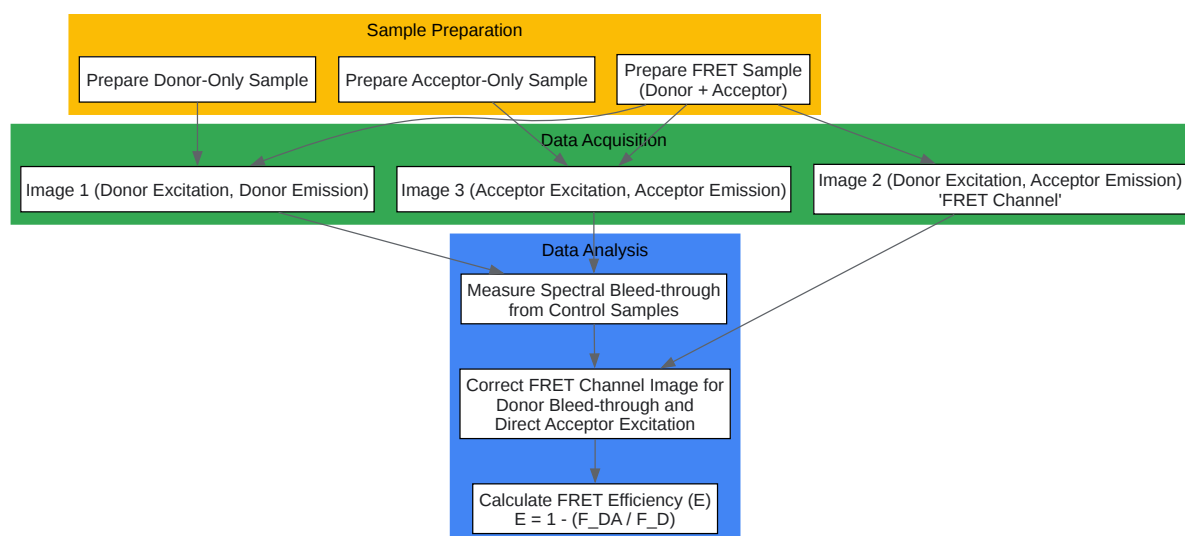 Sample Preparation
Prepare Donor-Only Sample
Prepare Acceptor-Only Sample
Prepare FRET Sample
(Donor + Acceptor)
Data Acquisition
Image 1 (Donor Excitation, Donor Emission)
Image 3 (Acceptor Excitation, Acceptor Emission)
Image 2 (Donor Excitation, Acceptor Emission)
'FRET Channel'
Data Analysis
Measure Spectral Bleed-through
from Control Samples
Correct FRET Channel Image for
Donor Bleed-through and
Direct Acceptor Excitation
Calculate FRET Efficiency (E)
E = 1 - (F_DA / F_D)